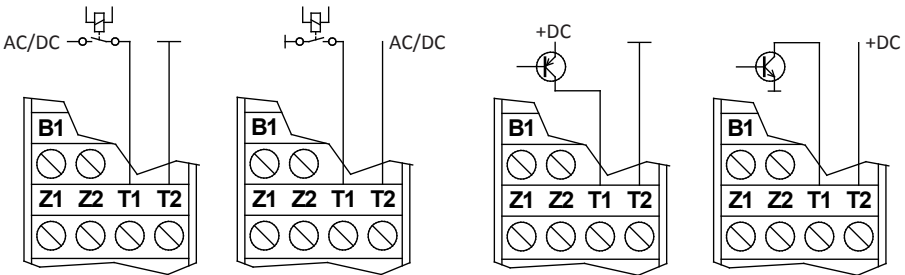 AC/DC
B1
Z1 Z2 T1 T2
AC/DC
B1
Z1 Z2 T1 T2
+DC
B1
Z1 Z2 T1 T2
+DC
B1
Z1 Z2 T1 T2